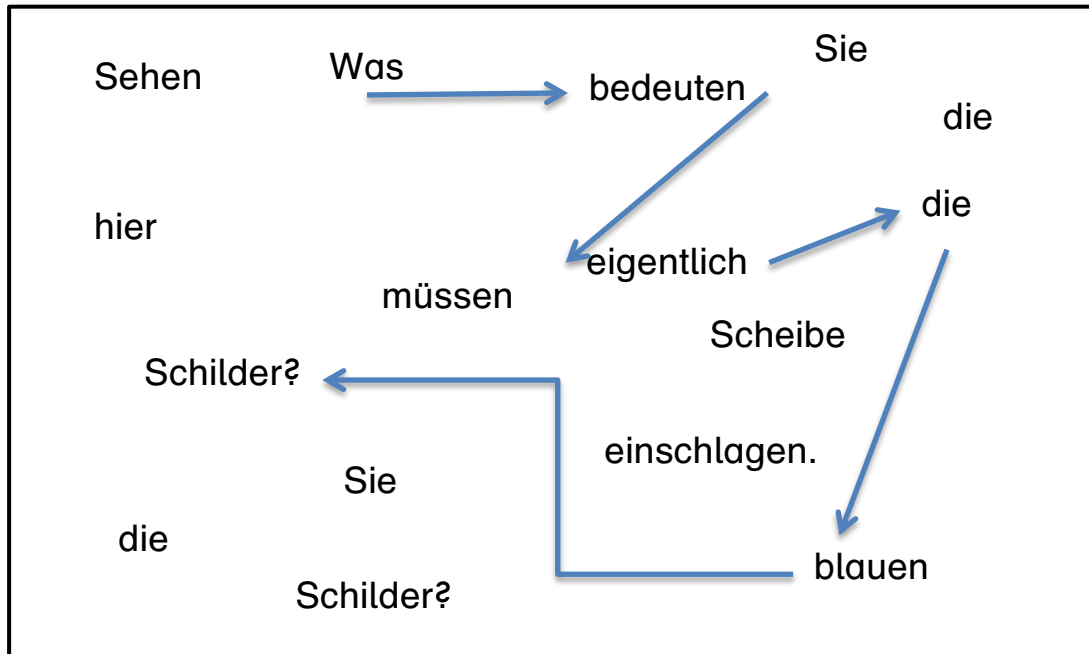 Sehen
Was
bedeuten
Sie
die
hier
die
müssen
eigentlich
Scheibe
Schilder?
einschlagen.
Sie
die
blauen
Schilder?